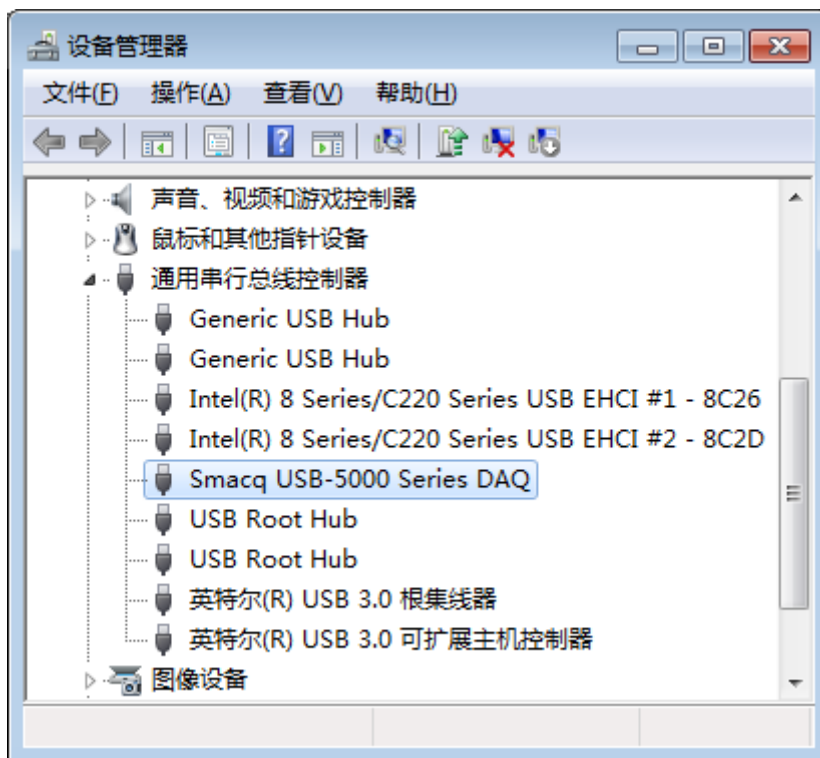 设备管理器
文件(F) 操作(A) 查看(V) 帮助(H)
声音、视频和游戏控制器
鼠标和其他指针设备
通用串行总线控制器
Generic USB Hub
Generic USB Hub
Intel(R) 8 Series/C220 Series USB EHCI #1 - 8C26
Intel(R) 8 Series/C220 Series USB EHCI #2 - 8C2D
Smacq USB-5000 Series DAQ
USB Root Hub
USB Root Hub
英特尔(R) USB 3.0 根集线器
英特尔(R) USB 3.0 可扩展主机控制器
图像设备